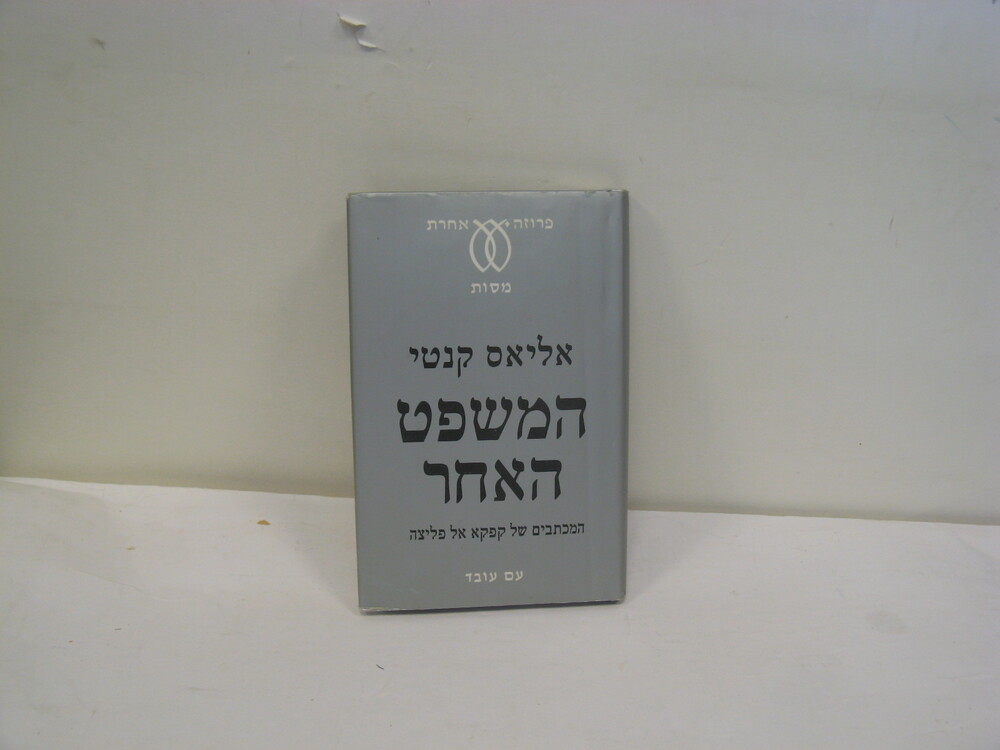 פרוזה אחרת
מסות
אליאס קנטי
המשפט
האחר
המכתבים של קפקא אל פליצה
עם עובד